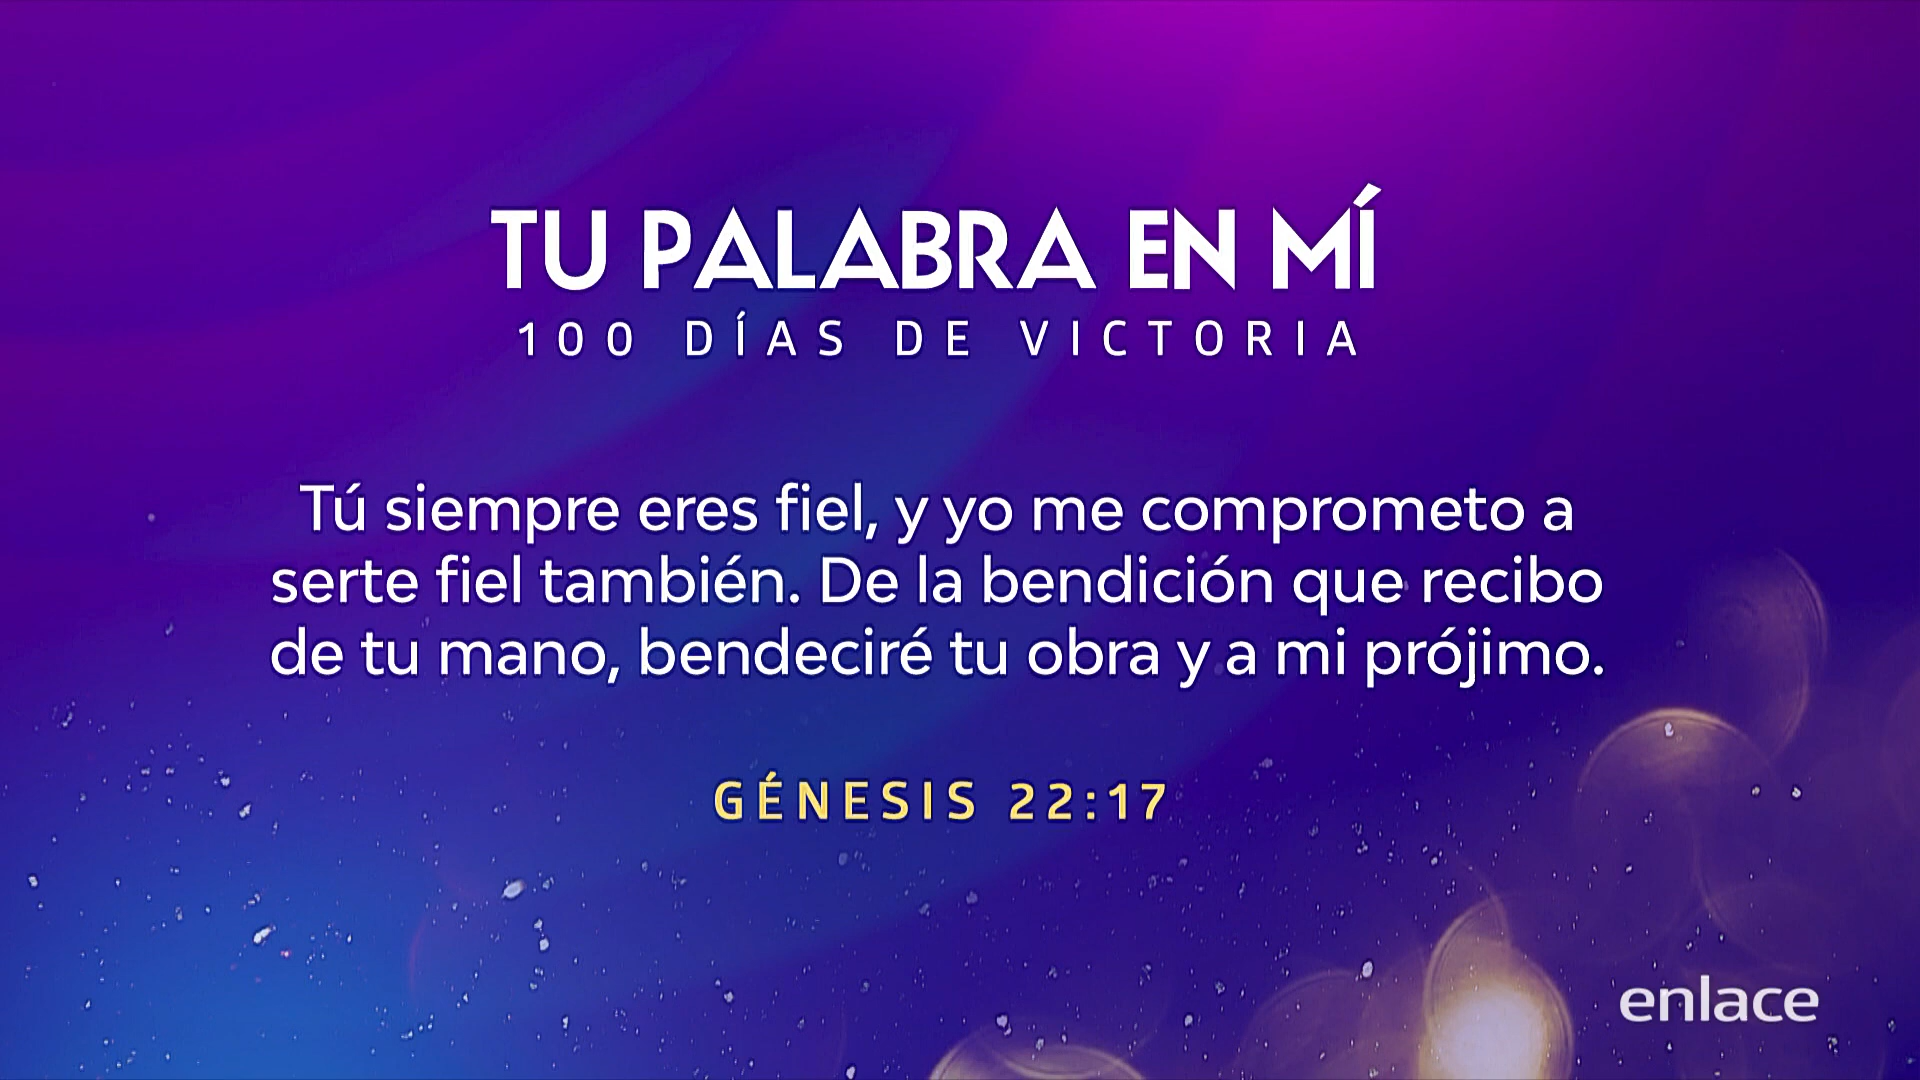 TU PALABRA EN MÍ
100 DÍAS DE VICTORIA
Tú siempre eres fiel, y yo me comprometo a
serte fiel también. De la bendición que recibo
de tu mano, bendeciré tu obra y a mi prójimo.
GÉNESIS 22:17
enlace